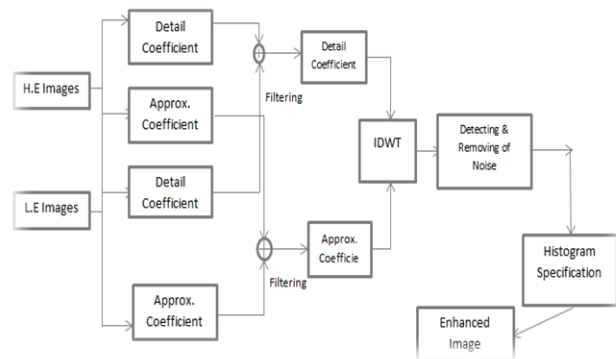 Detail
Coefficient
H.E Images
Approx.
Coefficient
Detail
Coefficient
L.E Images
Approx.
Coefficient
Filtering
Filtering
Detail
Coefficient
Approx.
Coefficie
IDWT
Detecting &
Removing of
Noise
Histogram
Specification
Enhanced
Image